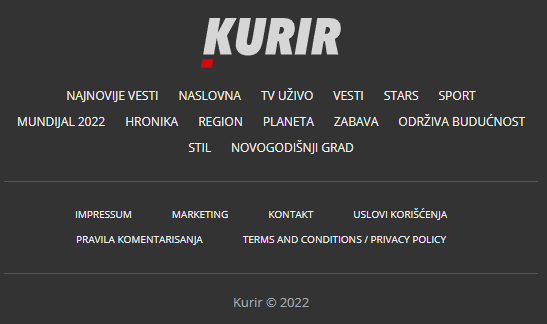 KURIR
NAJNOVIJE VESTI NASLOVNA TV UŽIVO VESTI STARS SPORT
MUNDIJAL 2022 HRONIKA REGION PLANETA ZABAVA ODRŽIVA BUDUĆNOST
STIL NOVOGODIŠNJI GRAD
IMPRESSUM MARKETING KONTAKT USLOVI KORIŠĆENJA
PRAVILA KOMENTARISANJA TERMS AND CONDITIONS / PRIVACY POLICY
Kurir © 2022